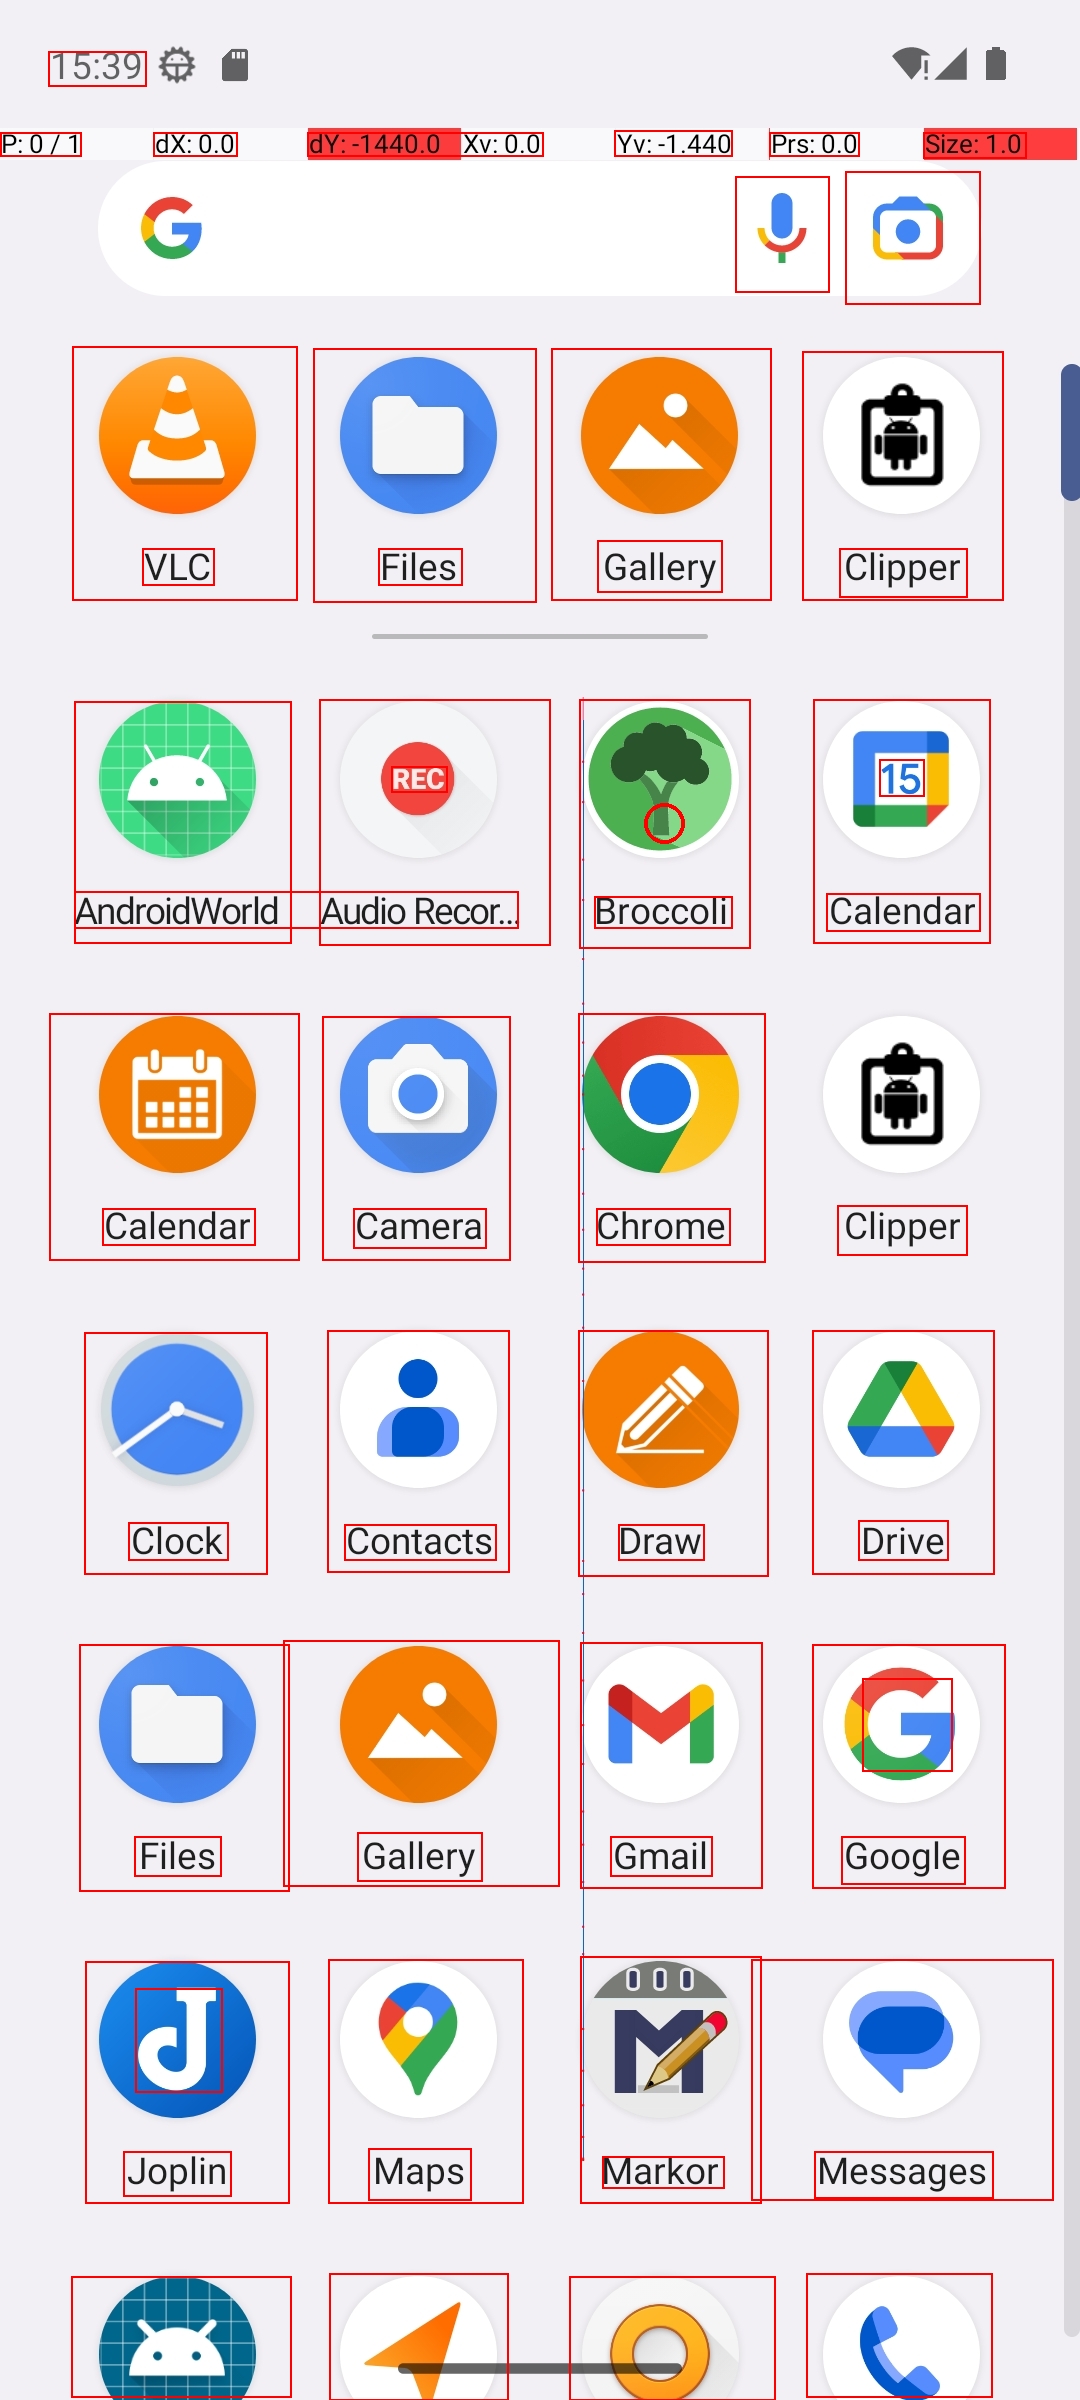 15:39
P: 0 / 1 dX: 0.0 dY: -1440.0 Xv: 0.0 Yv: -1.440 Prs: 0.0 Size: 1.0
VLC Files Gallery Clipper
REC 15
AndroidWorld Audio Recor... Broccoli Calendar
Calendar Camera Chrome Clipper
Clock Contacts Draw Drive
Files Gallery Gmail Google
Joplin Maps Markor Messages